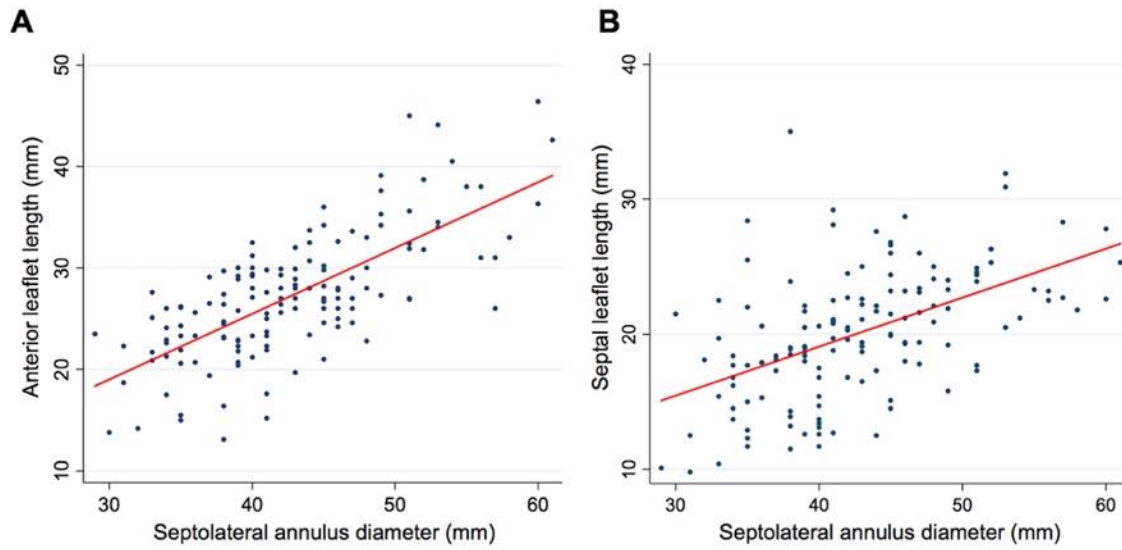 A
50
40
30
20
10
Anterior leaflet length (mm)
30 40 50 60
Septolateral annulus diameter (mm)
B
40
30
20
10
Septal leaflet length (mm)
30 40 50 60
Septolateral annulus diameter (mm)